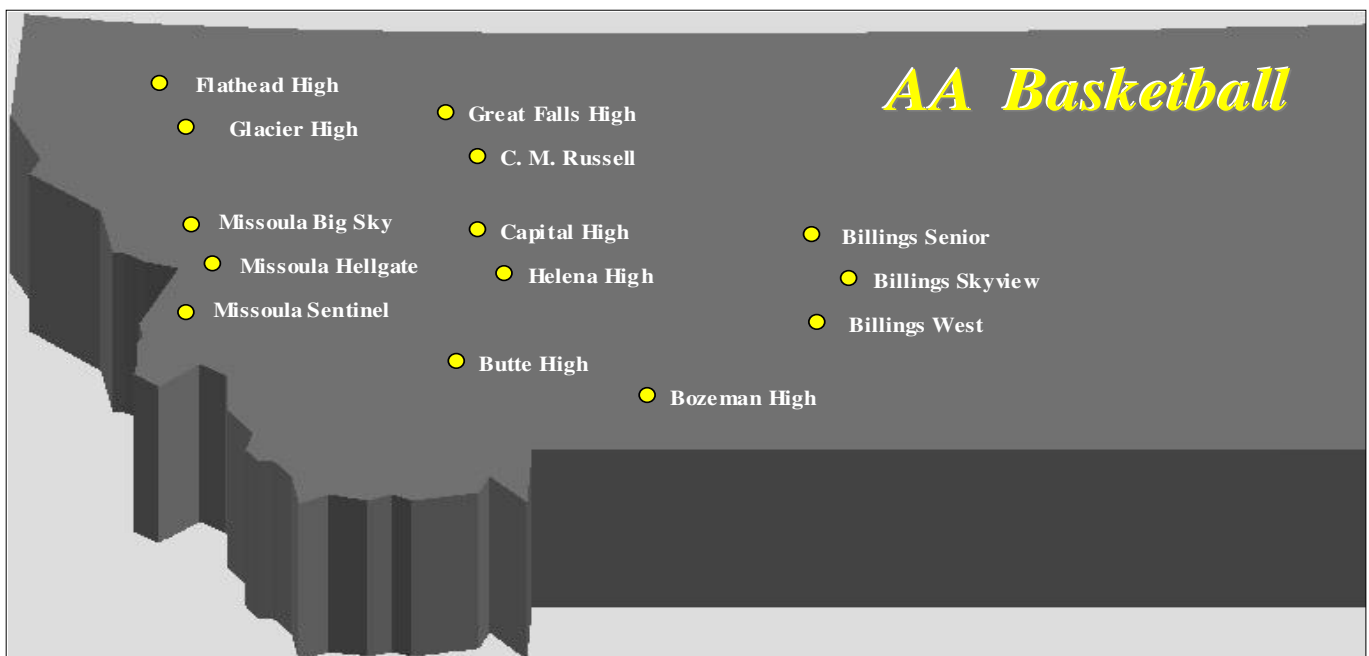 AA Basketball
Flathead High
Glacier High
Great Falls High
C. M. Russell
Missoula Big Sky
Missoula Hellgate
Missoula Sentinel
Capital High
Helena High
Billings Senior
Billings Skyview
Billings West
Butte High
Bozeman High